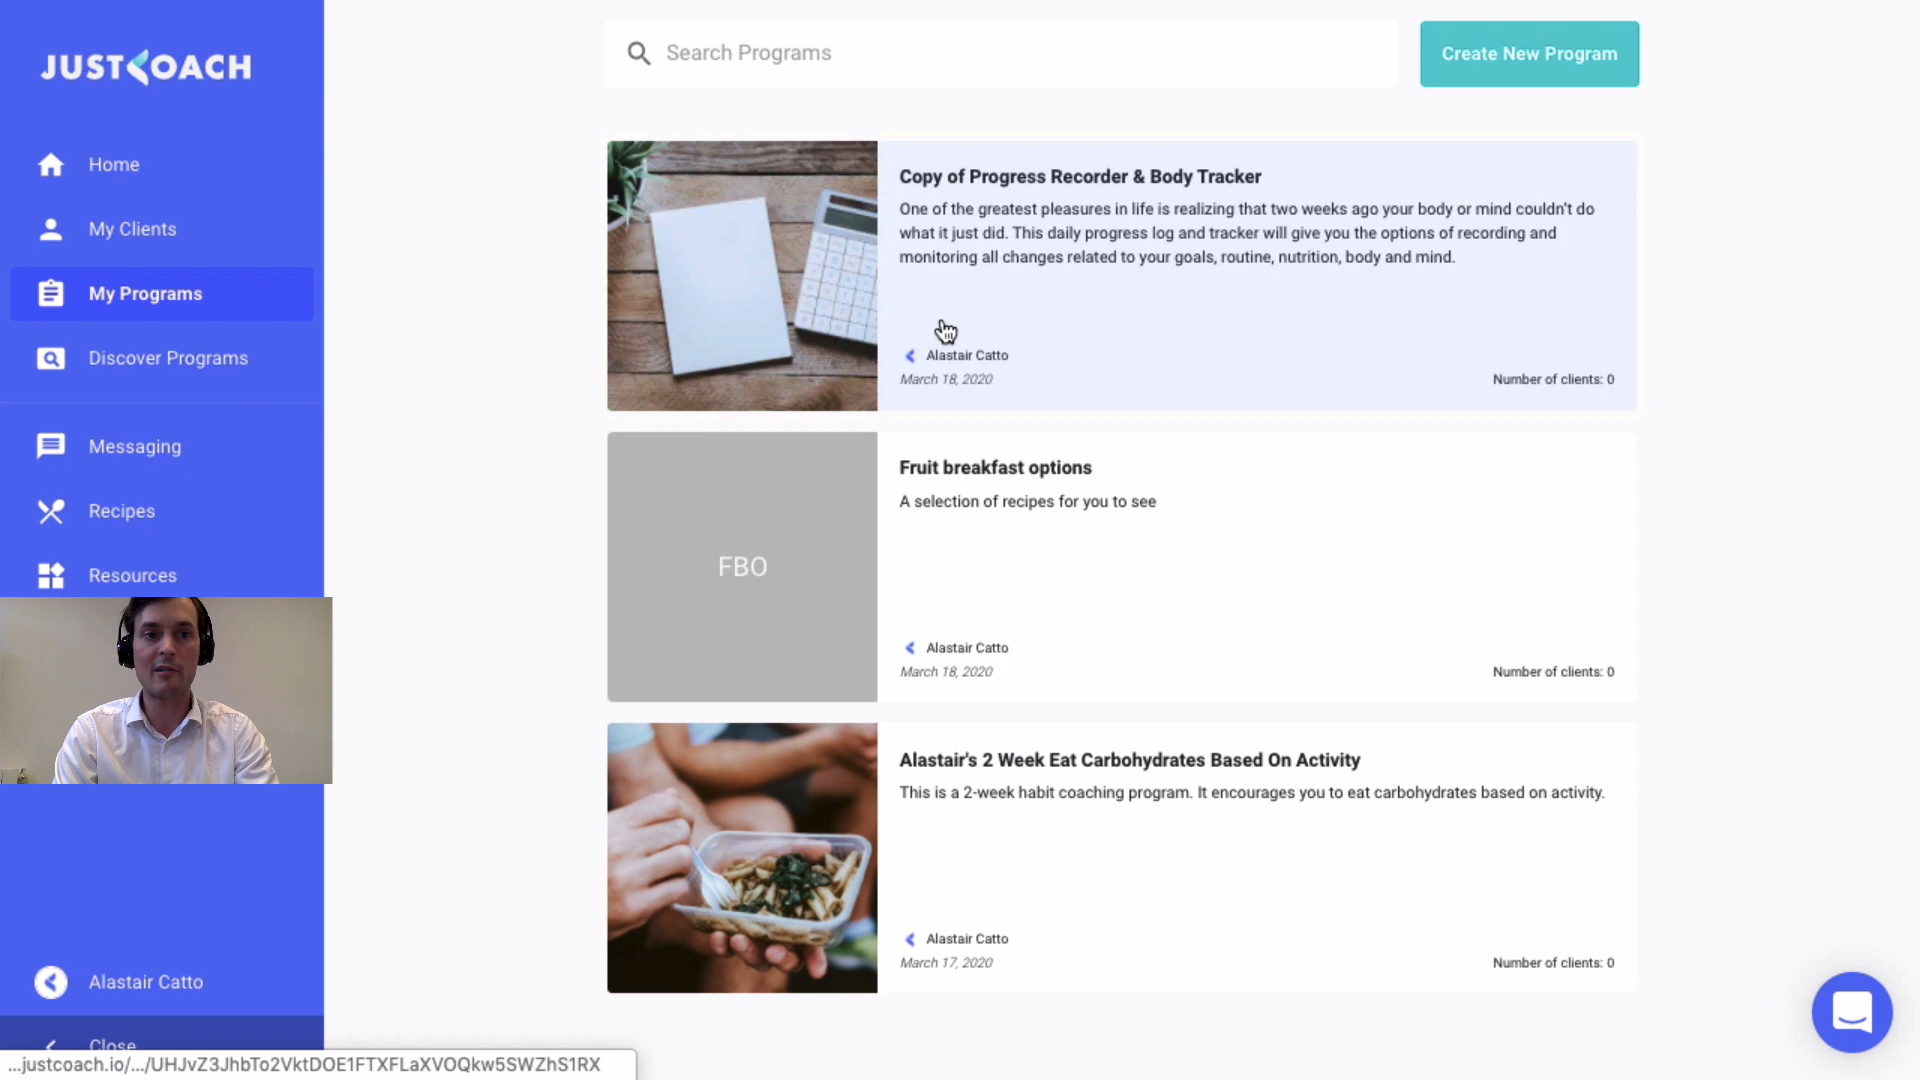 JUSTCOACH
Home
My Clients
My Programs
Discover Programs
Messaging
Recipes
Resources
Alastair Catto
Close
...justcoach.io/.../UHJvZ3JhbTo2VktDOE1FTXFLaXVOQkw5SWZhS1RX
Search Programs
Create New Program
Copy of Progress Recorder & Body Tracker
One of the greatest pleasures in life is realizing that two weeks ago your body or mind couldn't do
what it just did. This daily progress log and tracker will give you the options of recording and
monitoring all changes related to your goals, routine, nutrition, body and mind.
Alastair Catto
March 18, 2020
Number of clients: 0
FBO
Fruit breakfast options
A selection of recipes for you to see
Alastair Catto
March 18, 2020
Number of clients: 0
Alastair's 2 Week Eat Carbohydrates Based On Activity
This is a 2-week habit coaching program. It encourages you to eat carbohydrates based on activity.
Alastair Catto
March 17, 2020
Number of clients: 0